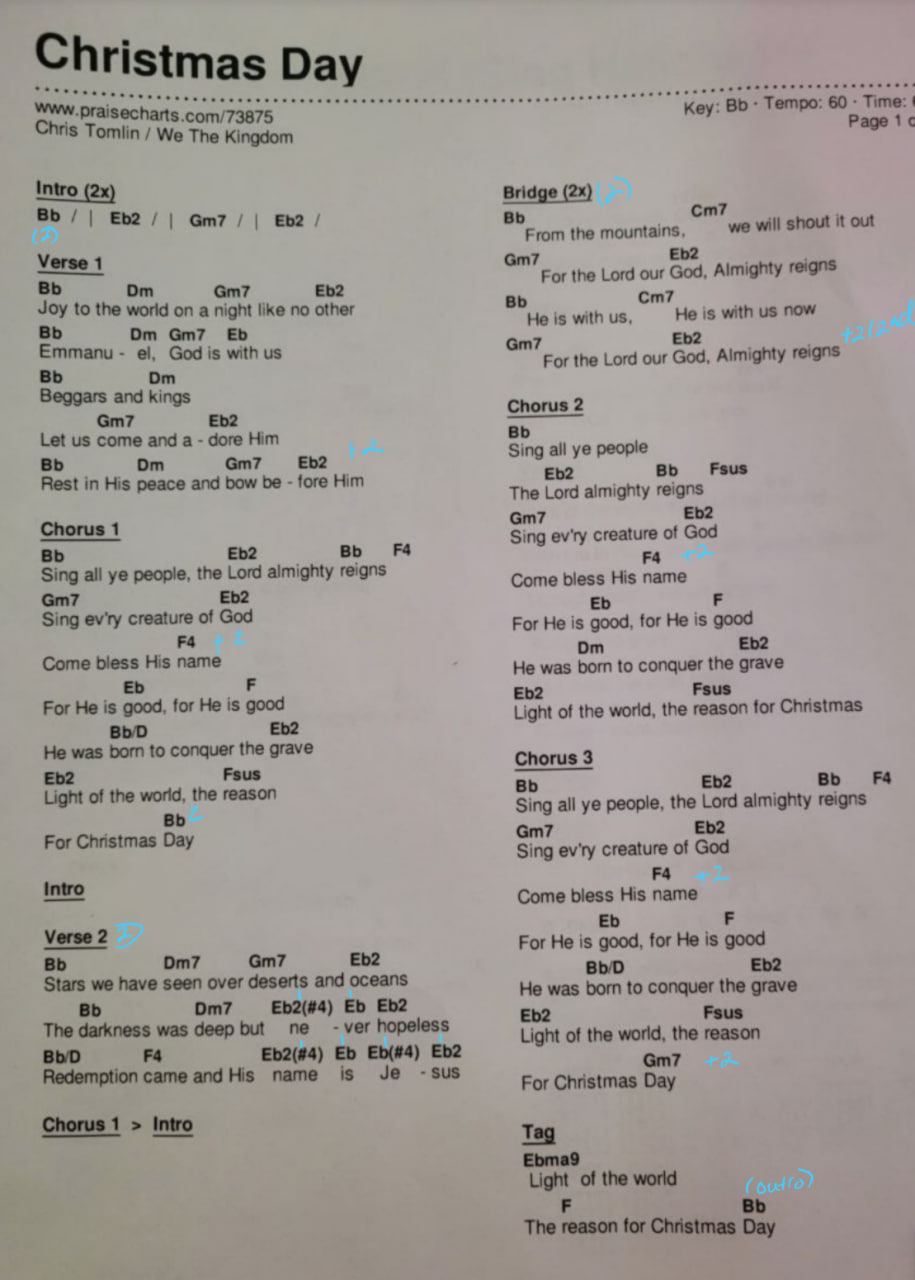 Christmas Day
www.praisecharts.com/73875
Chris Tomlin / We The Kingdom
Key: Bb · Tempo: 60 · Time:
Page 1
Intro (2x)
Bb / | Eb2 / | Gm7 / | Eb2 /
(2)
Verse 1
Bb Dm Gm7 Eb2
Joy to the world on a night like no other
Bb Dm Gm7 Eb
Emmanu - el, God is with us
Bb Dm
Beggars and kings
Gm7 Eb2
Let us come and a - dore Him
+2
Bb Dm Gm7 Eb2
Rest in His peace and bow be - fore Him
Chorus 1
Bb Eb2 Bb F4
Sing all ye people, the Lord almighty reigns
Gm7 Eb2
Sing ev'ry creature of God
F4 +2
Come bless His name
Eb F
For He is good, for He is good
Bb/D Eb2
He was born to conquer the grave
Eb2 Fsus
Light of the world, the reason
Bb 2
For Christmas Day
Intro
Verse 2 (2)
Bb Dm7 Gm7 Eb2
Stars we have seen over deserts and oceans
Bb Dm7 Eb2(#4) Eb Eb2
The darkness was deep but ne - ver hopeless
Bb/D F4 Eb2(#4) Eb Eb(#4) Eb2
Redemption came and His name is Je - sus
Chorus 1 > Intro
Bridge (2x) (2)
Bb Cm7
From the mountains, we will shout it out
Gm7 Eb2
For the Lord our God, Almighty reigns
Bb Cm7
He is with us, He is with us now
Gm7 Eb2 +2(2nd
For the Lord our God, Almighty reigns
Chorus 2
Bb
Sing all ye people
Eb2 Bb Fsus
The Lord almighty reigns
Gm7 Eb2
Sing ev'ry creature of God
F4 +2
Come bless His name
Eb F
For He is good, for He is good
Dm Eb2
He was born to conquer the grave
Eb2 Fsus
Light of the world, the reason for Christmas
Chorus 3
Bb Eb2 Bb F4
Sing all ye people, the Lord almighty reigns
Gm7 Eb2
Sing ev'ry creature of God
F4 +2
Come bless His name
Eb F
For He is good, for He is good
Bb/D Eb2
He was born to conquer the grave
Eb2 Fsus
Light of the world, the reason
Gm7 +2
For Christmas Day
Tag
Ebma9
Light of the world
(outro)
F Bb
The reason for Christmas Day